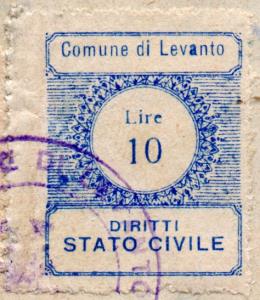 Comune di Levanto
Lire
10
DIRITTI
STATO CIVILE